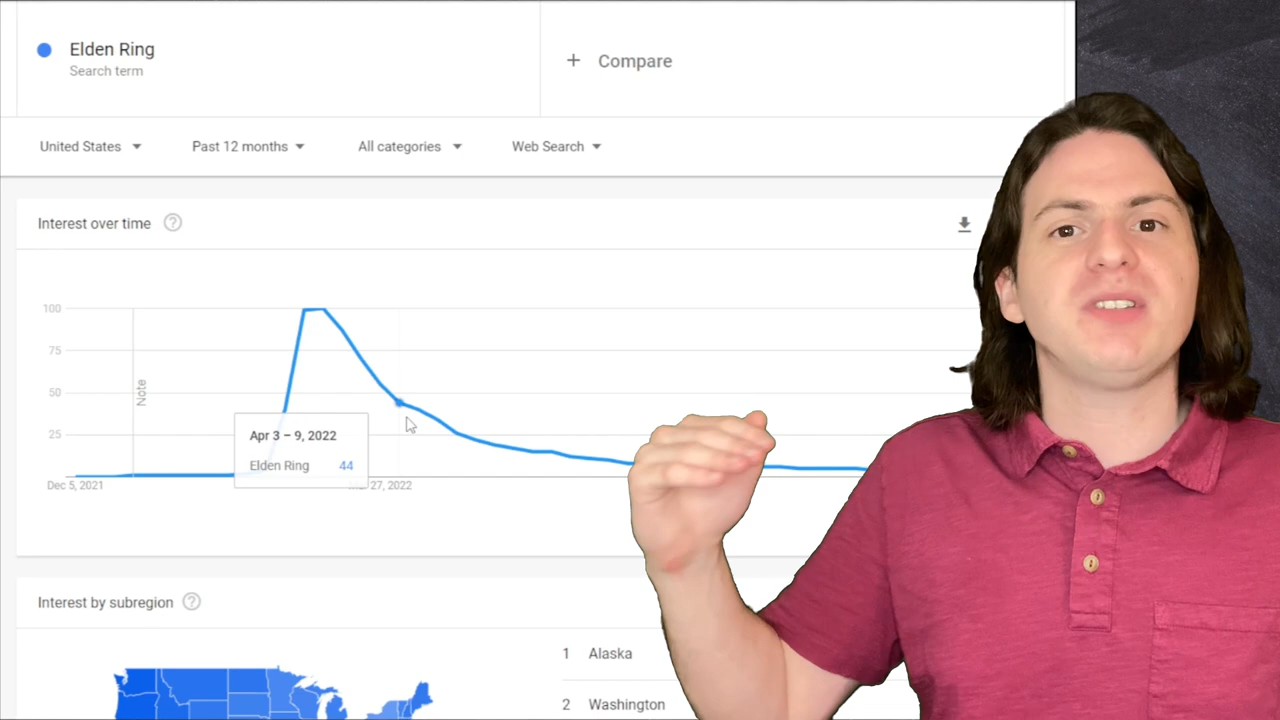 Elden Ring
Search term
+ Compare
United States
Past 12 months
All categories
Web Search
Interest over time ?
100
75
50
25
Note
Apr 3 – 9, 2022
Elden Ring 44
Dec 5, 2021
27, 2022
Interest by subregion ?
1 Alaska
2 Washington